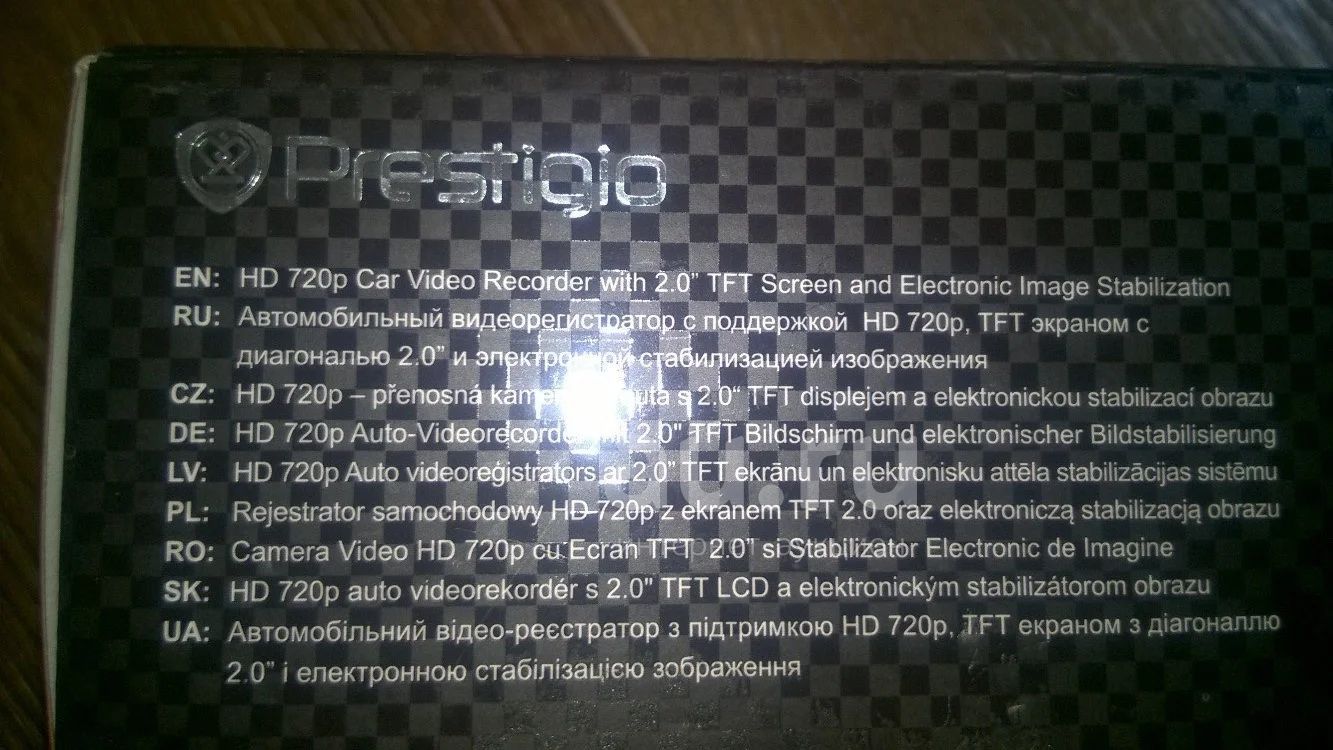 Prestigio
EN: HD 720p Car Video Recorder with 2.0” TFT Screen and Electronic Image Stabilization
RU: Автомобильный видеорегистратор с поддержкой HD 720p, TFT экраном с
диагональю 2.0” и электронной стабилизацией изображения
CZ: HD 720p – přenosná s 2.0“ TFT displejem a elektronickou stabilizací obrazu
DE: HD 720p Auto-Videorecorder mit 2.0” TFT Bildschirm und elektronischer Bildstabilisierung
LV: HD 720p Auto videoreģistrators ar 2.0” TFT ekrānu un elektronisku attēla stabilizācijas sistēmu
PL: Rejestrator samochodowy HD 720p z ekranem TFT 2.0 oraz elektroniczą stabilizacją obrazu
RO: Camera Video HD 720p cu Ecran TFT 2.0” si Stabilizator Electronic de Imagine
SK: HD 720p auto videorekordér s 2.0" TFT LCD a elektronickým stabilizátorom obrazu
UA: Автомобільний відео-реєстратор з підтримкою HD 720p, TFT екраном з діагоналлю
2.0” і електронною стабілізацією зображення